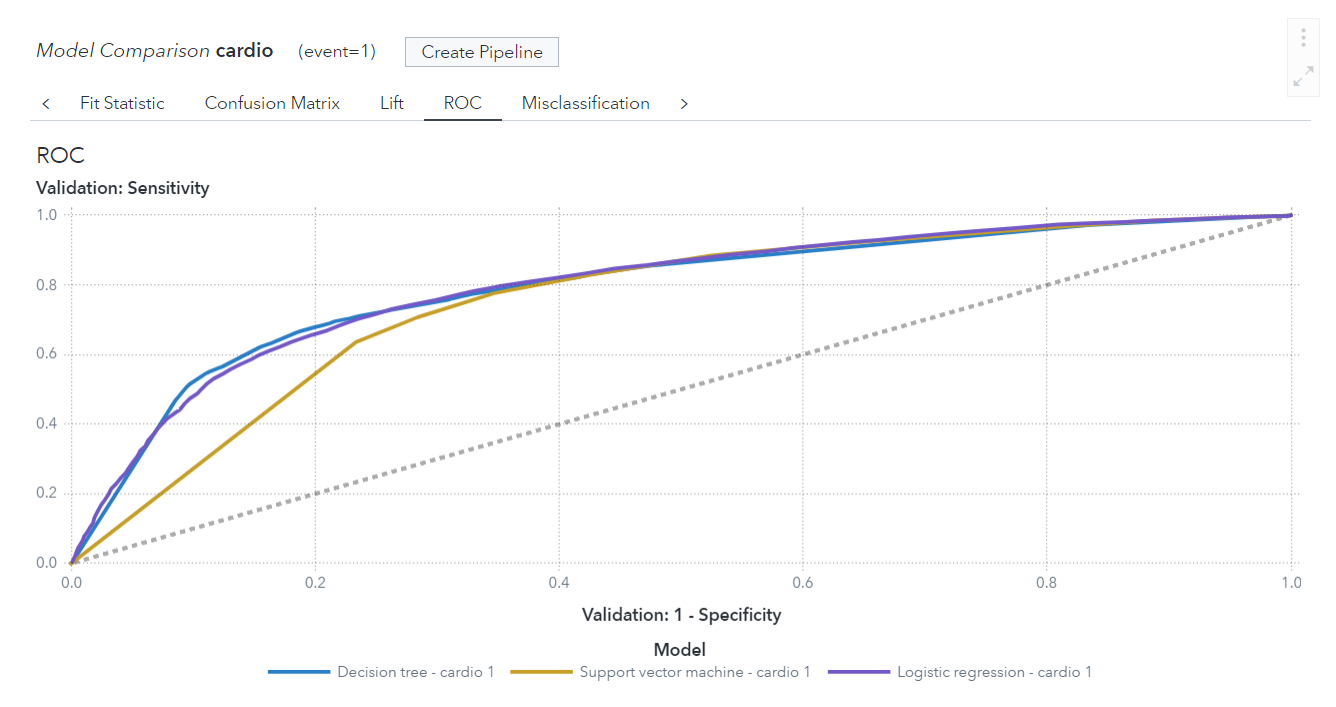 Model Comparison cardio (event=1) Create Pipeline
Fit Statistic Confusion Matrix Lift ROC Misclassification
ROC
Validation: Sensitivity
1.0
0.8
0.6
0.4
0.2
0.0
0.0 0.2 0.4 0.6 0.8 1.0
Validation: 1 - Specificity
Model
Decision tree - cardio 1 Support vector machine - cardio 1 Logistic regression - cardio 1